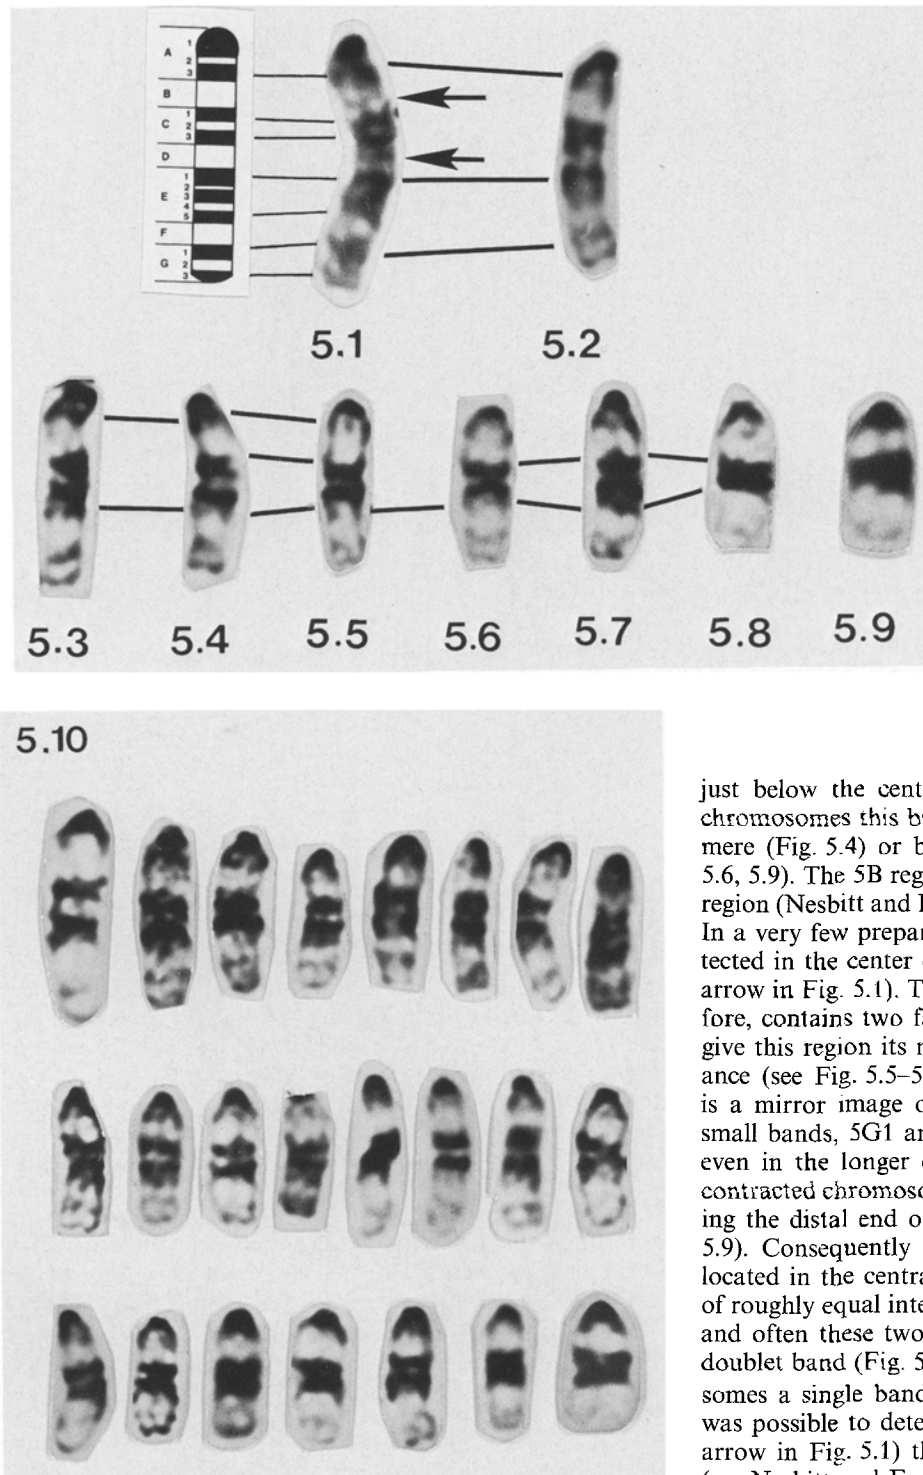 A
1
2
3
B
C
1
2
3
D
E
1
2
3
4
5
F
G
1
2
3
5.1
5.2
5.3 5.4 5.5 5.6 5.7 5.8 5.9
5.10
just below the cent
chromosomes this b
mere (Fig. 5.4) or b
5.6, 5.9). The 5B reg
region (Nesbitt and
In a very few prepar
tected in the center
arrow in Fig. 5.1). T
fore, contains two f
give this region its
ance (see Fig. 5.5–5
is a mirror image
small bands, 5G1 an
even in the longer
contracted chromos
ing the distal end o
5.9). Consequently
located in the centra
of roughly equal inte
and often these two
doublet band (Fig. 5
somes a single band
was possible to dete
arrow in Fig. 5.1) th